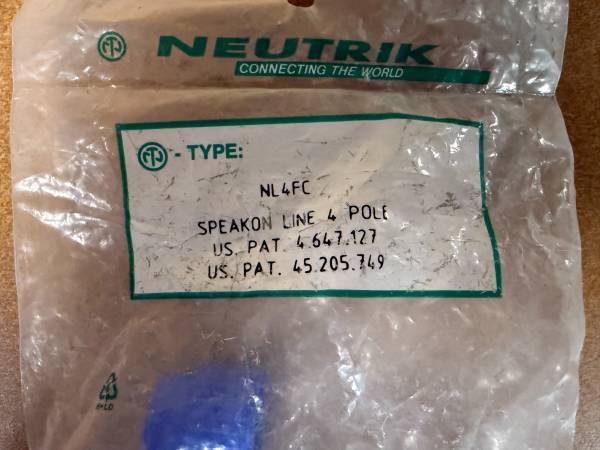 NEUTRIK
CONNECTING THE WORLD
- TYPE:
NL4FC
SPEAKON LINE 4 POLE
US. PAT. 4.647.127
US. PAT. 45.205.749